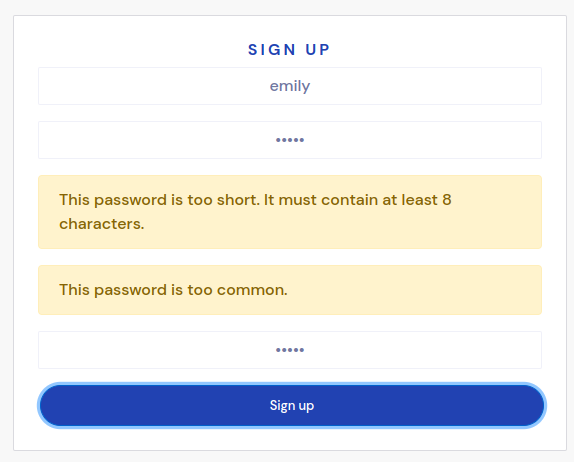 SIGN UP
emily
•••••
This password is too short. It must contain at least 8
characters.
This password is too common.
•••••
Sign up